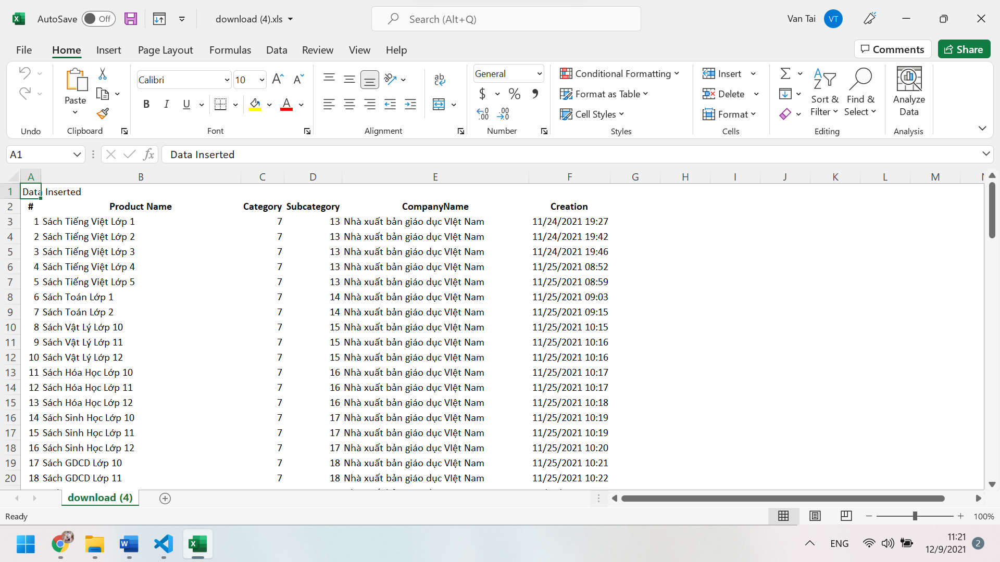 AutoSave Off download (4).xls Search (Alt+Q) Van Tai VT
File Home Insert Page Layout Formulas Data Review View Help Comments Share
Paste Calibri 10 General Conditional Formatting Insert
Format as Table Delete Sort & Filter Find & Select Analyze Data
Cell Styles Format
Undo Clipboard Font Alignment Number Styles Cells Editing Analysis
A1 fx Data Inserted
A B C D E F G H I J K L M
1 Data Inserted
2 # Product Name Category Subcategory CompanyName Creation
3 1 Sách Tiếng Việt Lớp 1 7 13 Nhà xuất bản giáo dục VIệt Nam 11/24/2021 19:27
4 2 Sách Tiếng Việt Lớp 2 7 13 Nhà xuất bản giáo dục VIệt Nam 11/24/2021 19:42
5 3 Sách Tiếng Việt Lớp 3 7 13 Nhà xuất bản giáo dục VIệt Nam 11/24/2021 19:46
6 4 Sách Tiếng Việt Lớp 4 7 13 Nhà xuất bản giáo dục VIệt Nam 11/25/2021 08:52
7 5 Sách Tiếng Việt Lớp 5 7 13 Nhà xuất bản giáo dục VIệt Nam 11/25/2021 08:59
8 6 Sách Toán Lớp 1 7 14 Nhà xuất bản giáo dục VIệt Nam 11/25/2021 09:03
9 7 Sách Toán Lớp 2 7 14 Nhà xuất bản giáo dục VIệt Nam 11/25/2021 09:15
10 8 Sách Vật Lý Lớp 10 7 15 Nhà xuất bản giáo dục VIệt Nam 11/25/2021 10:15
11 9 Sách Vật Lý Lớp 11 7 15 Nhà xuất bản giáo dục VIệt Nam 11/25/2021 10:16
12 10 Sách Vật Lý Lớp 12 7 15 Nhà xuất bản giáo dục VIệt Nam 11/25/2021 10:16
13 11 Sách Hóa Học Lớp 10 7 16 Nhà xuất bản giáo dục VIệt Nam 11/25/2021 10:17
14 12 Sách Hóa Học Lớp 11 7 16 Nhà xuất bản giáo dục VIệt Nam 11/25/2021 10:17
15 13 Sách Hóa Học Lớp 12 7 16 Nhà xuất bản giáo dục VIệt Nam 11/25/2021 10:18
16 14 Sách Sinh Học Lớp 10 7 17 Nhà xuất bản giáo dục VIệt Nam 11/25/2021 10:19
17 15 Sách Sinh Học Lớp 11 7 17 Nhà xuất bản giáo dục VIệt Nam 11/25/2021 10:19
18 16 Sách Sinh Học Lớp 12 7 17 Nhà xuất bản giáo dục VIệt Nam 11/25/2021 10:20
19 17 Sách GDCD Lớp 10 7 18 Nhà xuất bản giáo dục VIệt Nam 11/25/2021 10:21
20 18 Sách GDCD Lớp 11 7 18 Nhà xuất bản giáo dục VIệt Nam 11/25/2021 10:22
download (4)
Ready 100%
ENG 11:21
12/9/2021 2